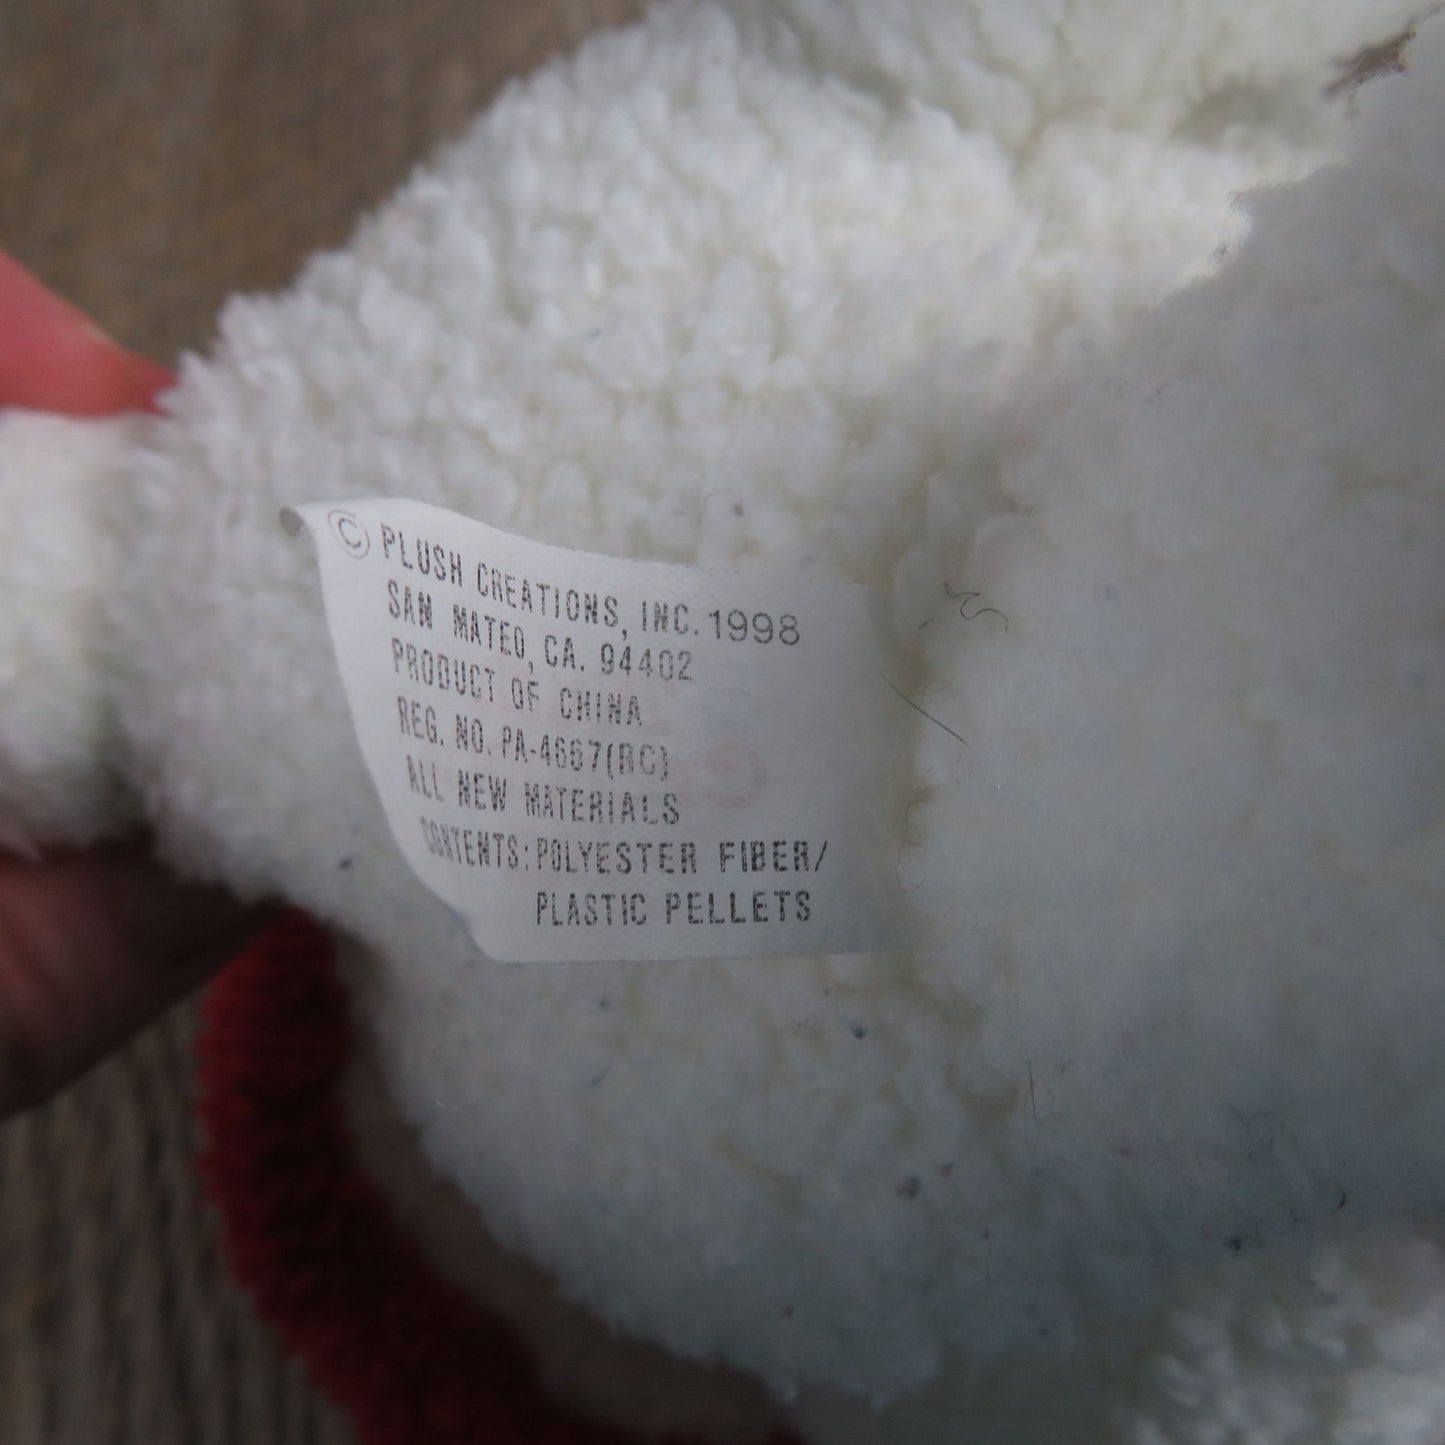 © PLUSH CREATIONS, INC. 1998
SAN MATEO, CA. 94402
PRODUCT OF CHINA
REG. NO. PA-4667(RC)
ALL NEW MATERIALS
CONTENTS: POLYESTER FIBER/
PLASTIC PELLETS